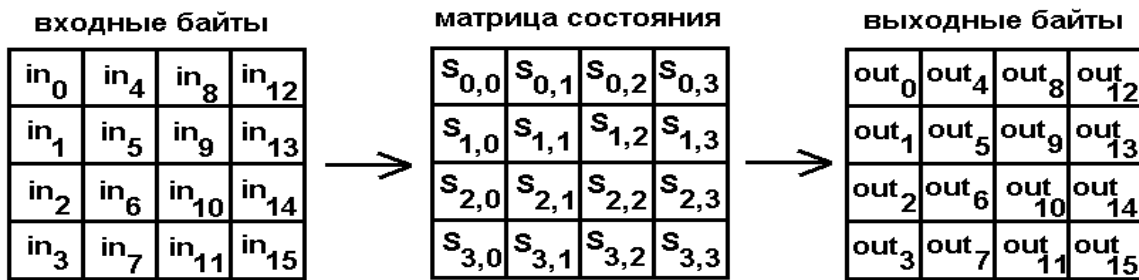 входные байты матрица состояния выходные байты
in0 in4 in8 in12 S0,0 S0,1 S0,2 S0,3 out0 out4 out8 out12
in1 in5 in9 in13 S1,0 S1,1 S1,2 S1,3 out1 out5 out9 out13
in2 in6 in10 in14 S2,0 S2,1 S2,2 S2,3 out2 out6 out10 out14
in3 in7 in11 in15 S3,0 S3,1 S3,2 S3,3 out3 out7 out11 out15